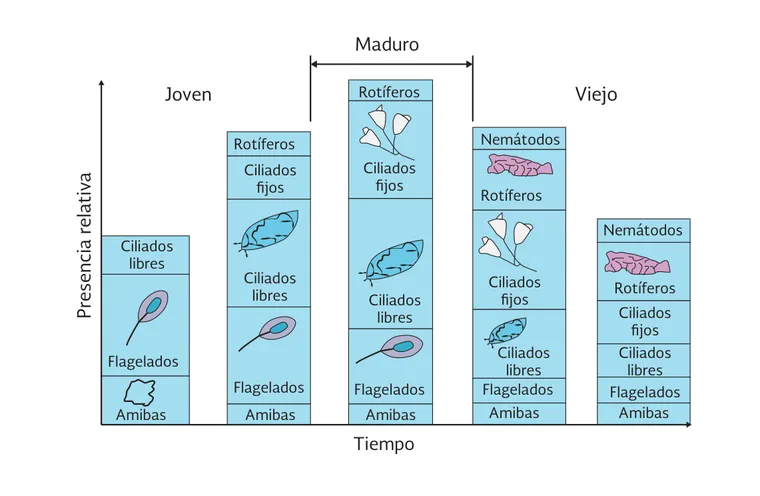 Maduro
Joven
Viejo
Presencia relativa
Ciliados
libres
Flagelados
Amibas
Rotíferos
Ciliados
fijos
Ciliados
libres
Flagelados
Amibas
Rotíferos
Ciliados
fijos
Ciliados
libres
Flagelados
Amibas
Nemátodos
Rotíferos
Ciliados
fijos
Ciliados
libres
Flagelados
Amibas
Nemátodos
Rotíferos
Ciliados
fijos
Ciliados
libres
Flagelados
Amibas
Tiempo